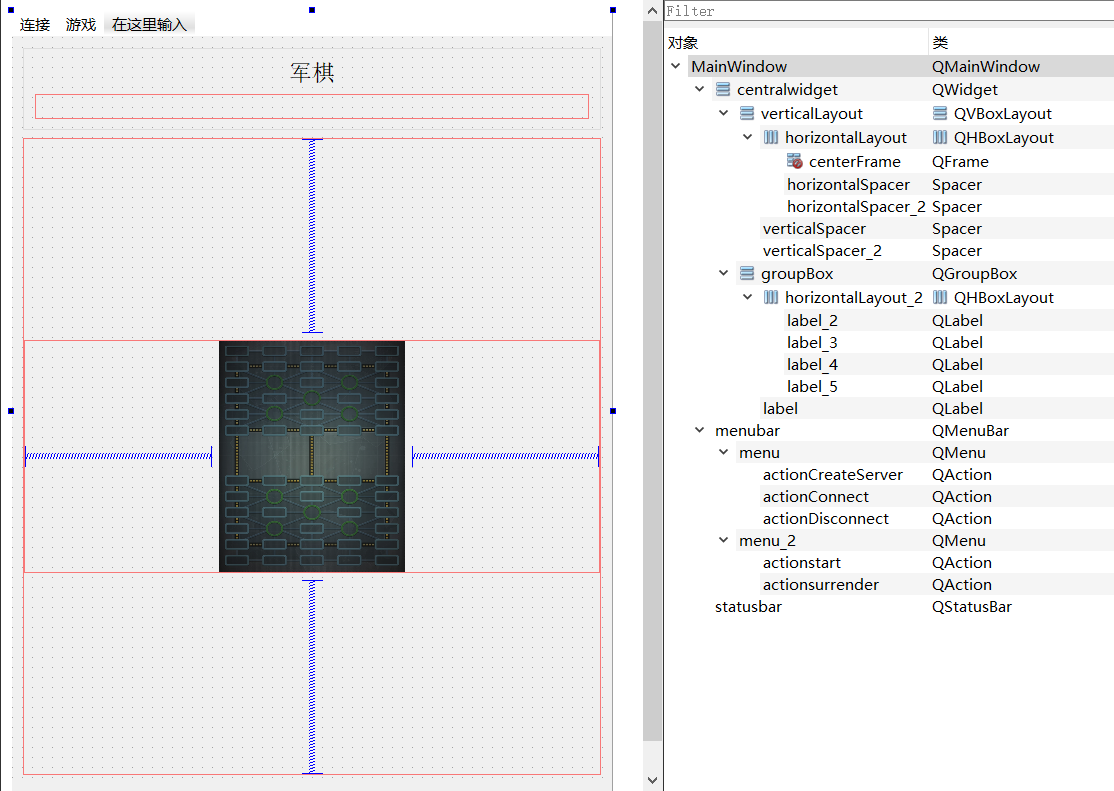 连接 游戏 在这里输入
军棋
Filter
对象 类
MainWindow QMainWindow
centralwidget QWidget
verticalLayout QVBoxLayout
horizontalLayout QHBoxLayout
centerFrame QFrame
horizontalSpacer Spacer
horizontalSpacer_2 Spacer
verticalSpacer Spacer
verticalSpacer_2 Spacer
groupBox QGroupBox
horizontalLayout_2 QHBoxLayout
label_2 QLabel
label_3 QLabel
label_4 QLabel
label_5 QLabel
label QLabel
menubar QMenuBar
menu QMenu
actionCreateServer QAction
actionConnect QAction
actionDisconnect QAction
menu_2 QMenu
actionstart QAction
actionsurrender QAction
statusbar QStatusBar